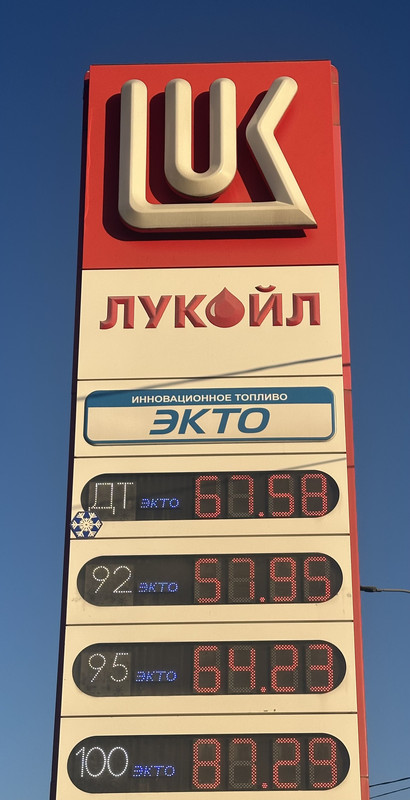 LUK
ЛУКОЙЛ
ИННОВАЦИОННОЕ ТОПЛИВО
ЭКТО
ДТ ЭКТО 67.58
92 ЭКТО 57.95
95 ЭКТО 64.23
100 ЭКТО 87.29